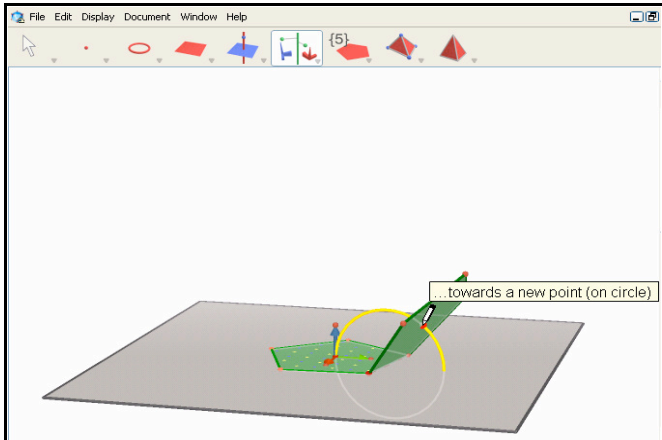 File Edit Display Document Window Help
{5}
...towards a new point (on circle)